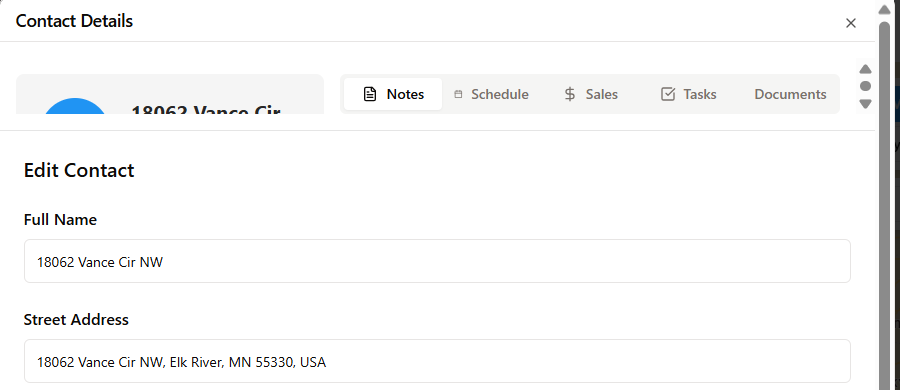 Contact Details
18062 Vance Cir
Notes Schedule Sales Tasks Documents
Edit Contact
Full Name
18062 Vance Cir NW
Street Address
18062 Vance Cir NW, Elk River, MN 55330, USA